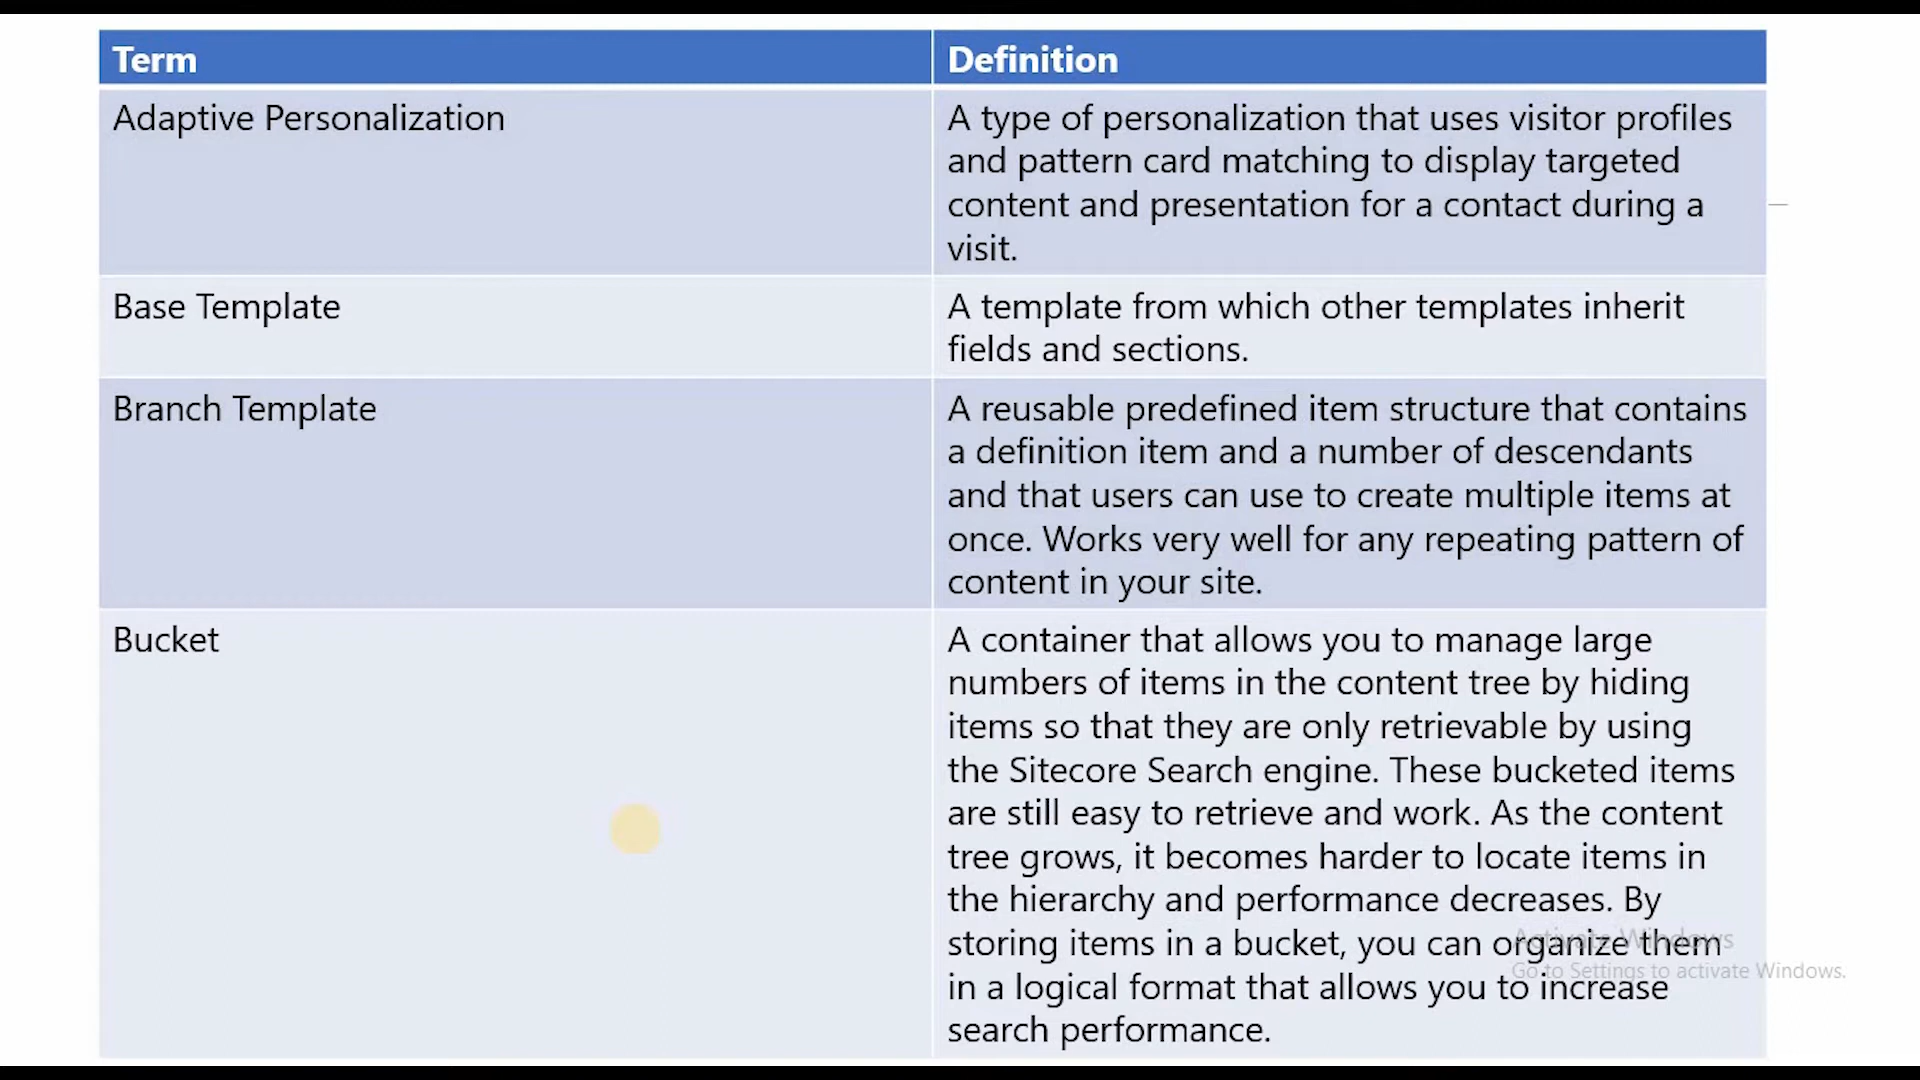 Term
Definition
Adaptive Personalization
A type of personalization that uses visitor profiles
and pattern card matching to display targeted
content and presentation for a contact during a
visit.
Base Template
A template from which other templates inherit
fields and sections.
Branch Template
A reusable predefined item structure that contains
a definition item and a number of descendants
and that users can use to create multiple items at
once. Works very well for any repeating pattern of
content in your site.
Bucket
A container that allows you to manage large
numbers of items in the content tree by hiding
items so that they are only retrievable by using
the Sitecore Search engine. These bucketed items
are still easy to retrieve and work. As the content
tree grows, it becomes harder to locate items in
the hierarchy and performance decreases. By
storing items in a bucket, you can organize them
in a logical format that allows you to increase
search performance.
Activate Windows
Go to Settings to activate Windows.